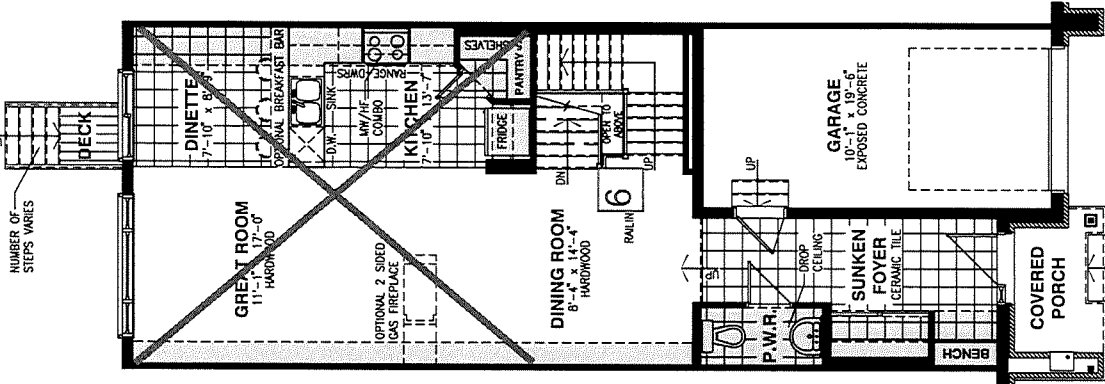 NUMBER OF
STEPS VARIES
DECK
DINETTE
7'-10" x
OPTIONAL BREAKFAST BAR
D.W.
SINK
MW/HF
COMBO
RANGE
DWRS
KITCHEN
7'-10"
13'-7"
SHELVES
PANTRY
FRIDGE
GREAT ROOM
11'-1"
17'-0"
HARDWOOD
OPTIONAL 2 SIDED
GAS FIREPLACE
DINING ROOM
8'-4" x 14'-4"
HARDWOOD
DN
OPEN TO
ABOVE
UP
6
RAILIN
GARAGE
10'-1" x 19'-6"
EXPOSED CONCRETE
UP
UP
DROP
CEILING
P.W.R.
SUNKEN
FOYER
CERAMIC TILE
BENCH
COVERED
PORCH